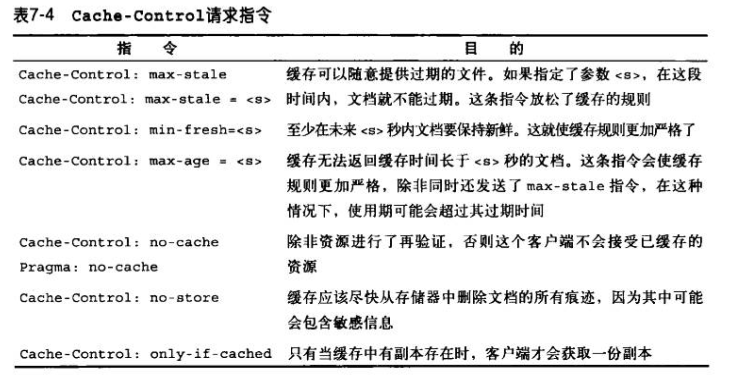 表7-4 Cache-Control请求指令
指 令 目 的
Cache-Control: max-stale 缓存可以随意提供过期的文件。如果指定了参数 <s>，在这段
Cache-Control: max-stale = <s> 时间内，文档就不能过期。这条指令放松了缓存的规则
Cache-Control: min-fresh=<s> 至少在未来 <s> 秒内文档要保持新鲜。这就使缓存规则更加严格了
Cache-Control: max-age = <s> 缓存无法返回缓存时间长于 <s> 秒的文档。这条指令会使缓存
规则更加严格，除非同时还发送了 max-stale 指令，在这种
情况下，使用期可能会超过其过期时间
Cache-Control: no-cache 除非资源进行了再验证，否则这个客户端不会接受已缓存的
Pragma: no-cache 资源
Cache-Control: no-store 缓存应该尽快从存储器中删除文档的所有痕迹，因为其中可能
会包含敏感信息
Cache-Control: only-if-cached 只有当缓存中有副本存在时，客户端才会获取一份副本